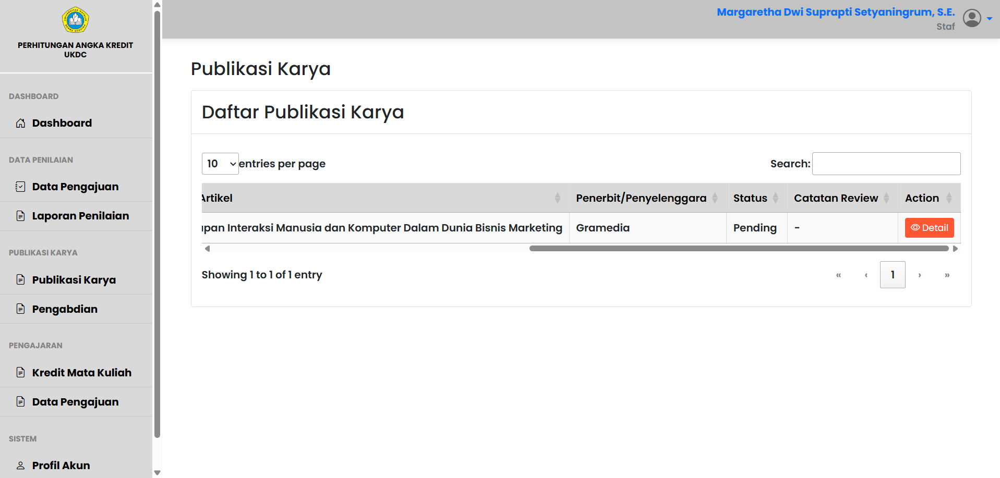 PERHITUNGAN ANGKA KREDIT
UKDC
Margaretha Dwi Suprapti Setyaningrum, S.E.
Staf
DASHBOARD
Dashboard
DATA PENILAIAN
Data Pengajuan
Laporan Penilaian
PUBLIKASI KARYA
Publikasi Karya
Pengabdian
PENGAJARAN
Kredit Mata Kuliah
Data Pengajuan
SISTEM
Profil Akun
Publikasi Karya
Daftar Publikasi Karya
10 entries per page
Search:
Artikel Penerbit/Penyelenggara Status Catatan Review Action
apan Interaksi Manusia dan Komputer Dalam Dunia Bisnis Marketing Gramedia Pending - Detail
Showing 1 to 1 of 1 entry
« ‹ 1 › »